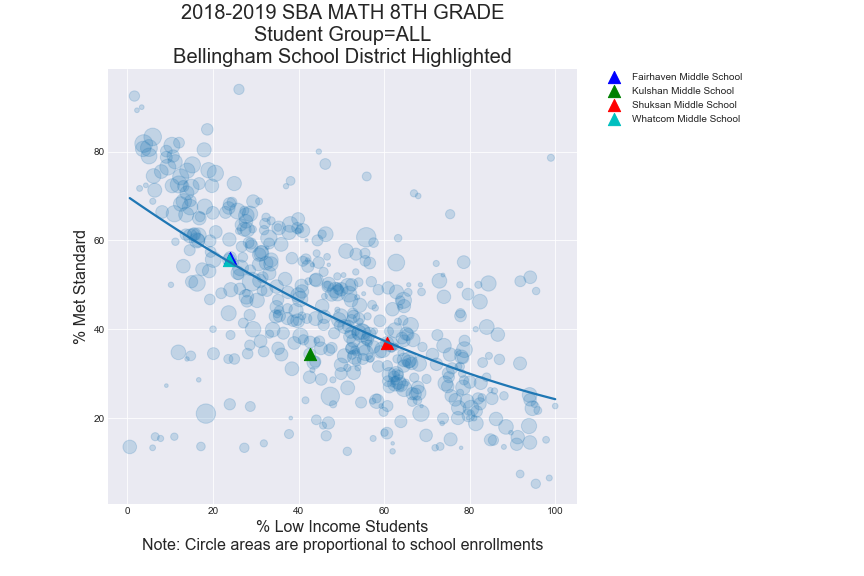 2018-2019 SBA MATH 8TH GRADE
Student Group=ALL
Bellingham School District Highlighted
Fairhaven Middle School
Kulshan Middle School
Shuksan Middle School
Whatcom Middle School
% Met Standard
80
60
40
20
0 20 40 60 80 100
% Low Income Students
Note: Circle areas are proportional to school enrollments